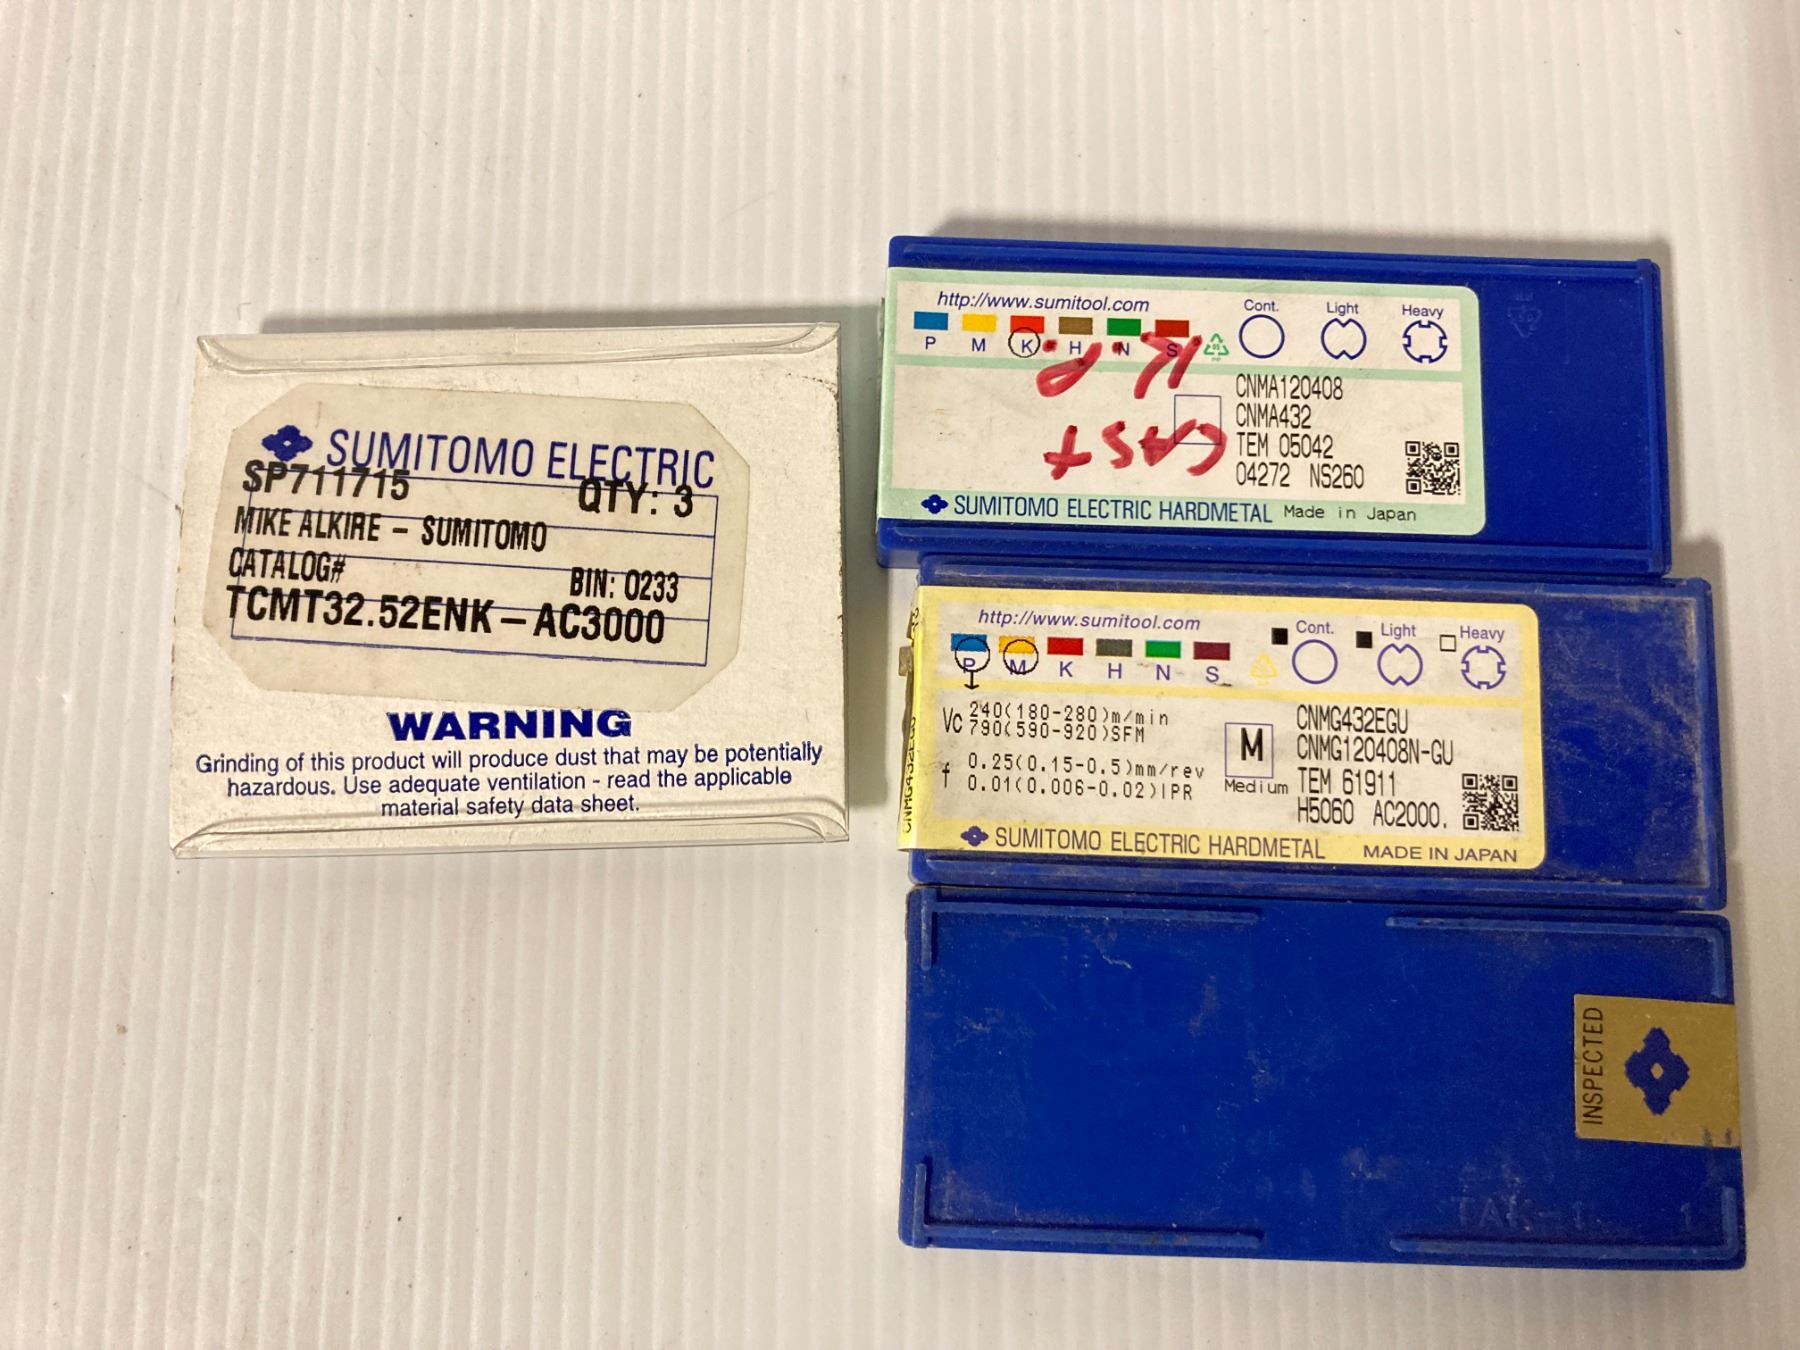 SUMITOMO ELECTRIC
SP711715 QTY: 3
MIKE ALKIRE - SUMITOMO
CATALOG# BIN: 0233
TCMT32.52ENK-AC3000
WARNING
Grinding of this product will produce dust that may be potentially
hazardous. Use adequate ventilation - read the applicable
material safety data sheet.
http://www.sumitool.com
Cont. Light Heavy
P M K H N S
K.P.
CAST
CNMA120408
CNMA432
TEM 05042
04272 NS260
SUMITOMO ELECTRIC HARDMETAL Made in Japan
http://www.sumitool.com
Cont. Light Heavy
P M K H N S
Vc 240(180-280)m/min
790(590-920)SFM
f 0.25(0.15-0.5)mm/rev
0.01(0.006-0.02)IPR
M
Medium
CNMG432EGU
CNMG120408N-GU
TEM 61911
H5060 AC2000.
SUMITOMO ELECTRIC HARDMETAL MADE IN JAPAN
CNMG432EGU
INSPECTED